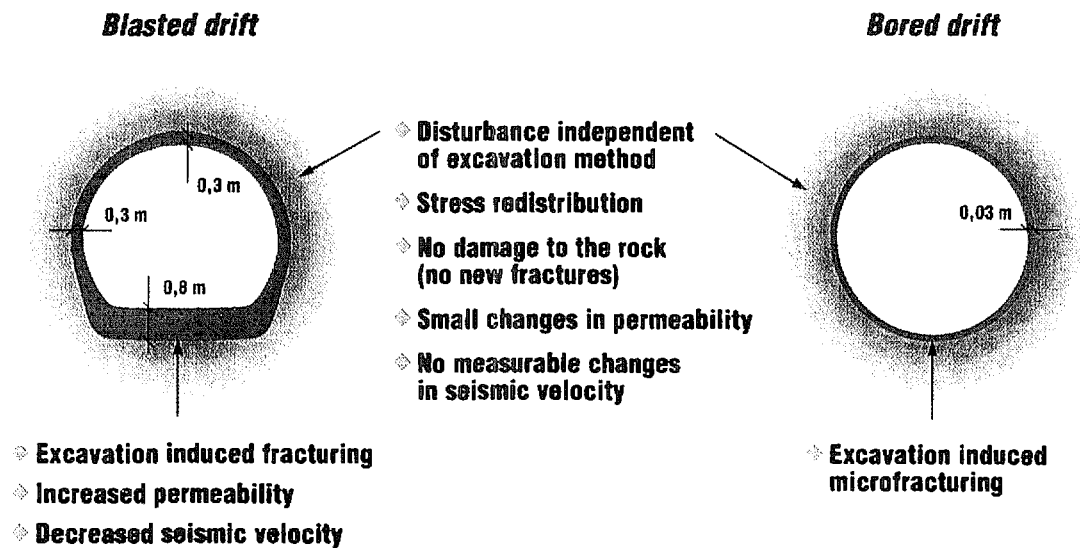 Blasted drift
Bored drift
0,3 m
0,3 m
0,8 m
Disturbance independent
of excavation method
Stress redistribution
No damage to the rock
(no new fractures)
Small changes in permeability
No measurable changes
in seismic velocity
0,03 m
Excavation induced fracturing
Increased permeability
Decreased seismic velocity
Excavation induced
microfracturing